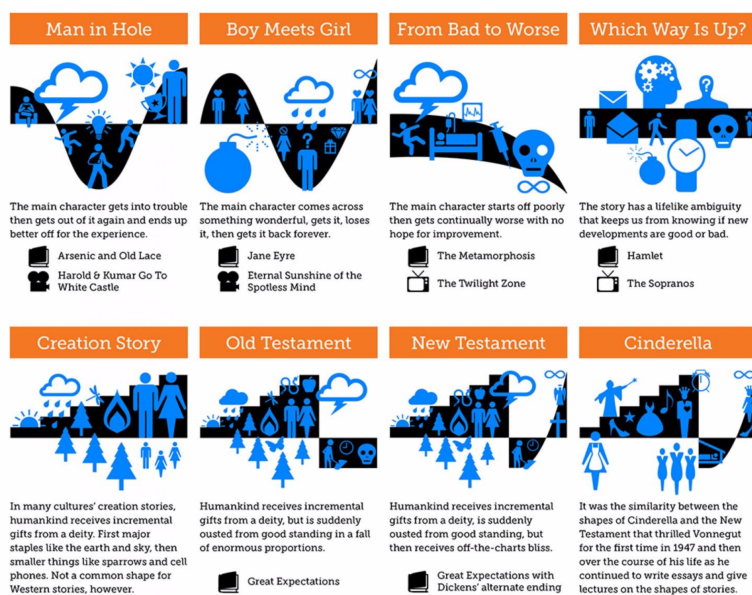 Man in Hole
The main character gets into trouble
then gets out of it again and ends up
better off for the experience.
Arsenic and Old Lace
Harold & Kumar Go To
White Castle
Boy Meets Girl
The main character comes across
something wonderful, gets it, loses
it, then gets it back forever.
Jane Eyre
Eternal Sunshine of the
Spotless Mind
From Bad to Worse
The main character starts off poorly
then gets continually worse with no
hope for improvement.
The Metamorphosis
The Twilight Zone
Which Way Is Up?
The story has a lifelike ambiguity
that keeps us from knowing if new
developments are good or bad.
Hamlet
The Sopranos
Creation Story
In many cultures' creation stories,
humankind receives incremental
gifts from a deity. First major
staples like the earth and sky, then
smaller things like sparrows and cell
phones. Not a common shape for
Western stories, however.
Old Testament
Humankind receives incremental
gifts from a deity, but is suddenly
ousted from good standing in a fall
of enormous proportions.
Great Expectations
New Testament
Humankind receives incremental
gifts from a deity, is suddenly
ousted from good standing, but
then receives off-the-charts bliss.
Great Expectations with
Dickens' alternate ending
Cinderella
It was the similarity between the
shapes of Cinderella and the New
Testament that thrilled Vonnegut
for the first time in 1947 and then
over the course of his life as he
continued to write essays and give
lectures on the shapes of stories.